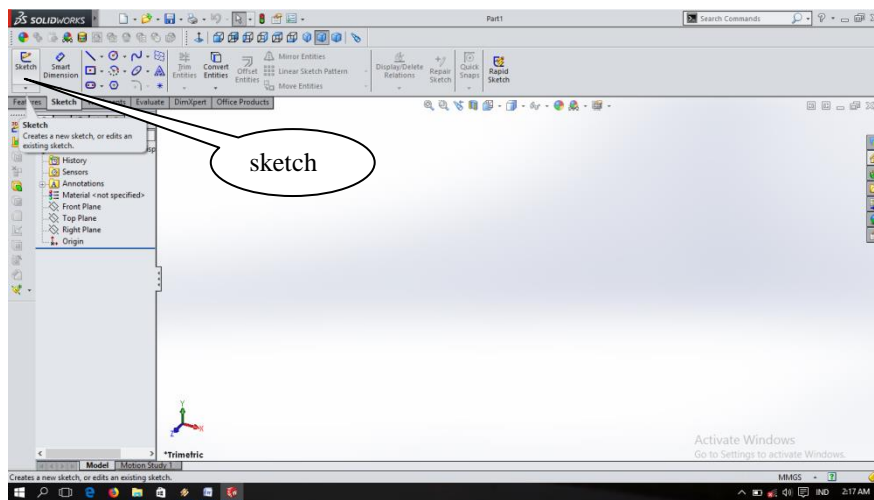 SOLIDWORKS
Part1
Search Commands
Sketch
Smart Dimension
Trim Entities
Convert Entities
Offset Entities
Mirror Entities
Linear Sketch Pattern
Move Entities
Display/Delete Relations
Repair Sketch
Quick Snaps
Rapid Sketch
Sketch
Evaluate
DimXpert
Office Products
Sketch
Creates a new sketch, or edits an
existing sketch.
sketch
History
Sensors
Annotations
Material <not specified>
Front Plane
Top Plane
Right Plane
Origin
Y
X
Z
*Trimetric
Activate Windows
Go to Settings to activate Windows.
Model
Motion Study 1
Creates a new sketch, or edits an existing sketch.
MMGS
IND
2:17 AM